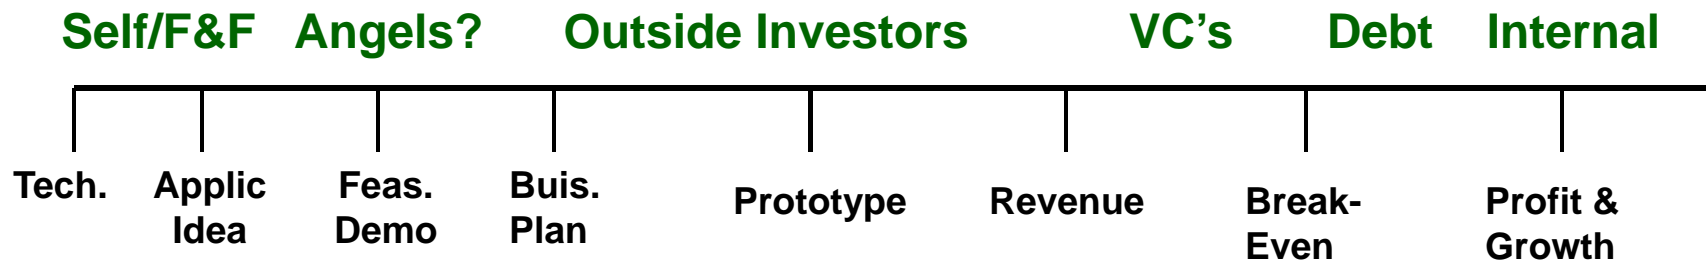 Self/F&F Angels? Outside Investors VC's Debt Internal
Tech.
Applic
Idea
Feas.
Demo
Buis.
Plan
Prototype
Revenue
Break-
Even
Profit &
Growth